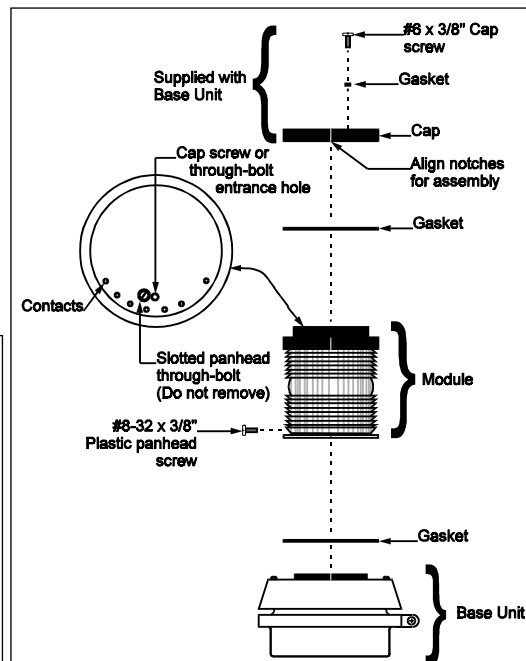 #6 x 3/8" Cap
screw
Supplied with
Base Unit
Gasket
Cap
Cap screw or
through-bolt
entrance hole
Align notches
for assembly
Gasket
Contacts
Slotted panhead
through-bolt
(Do not remove)
Module
#8-32 x 3/8"
Plastic panhead
screw
Gasket
Base Unit